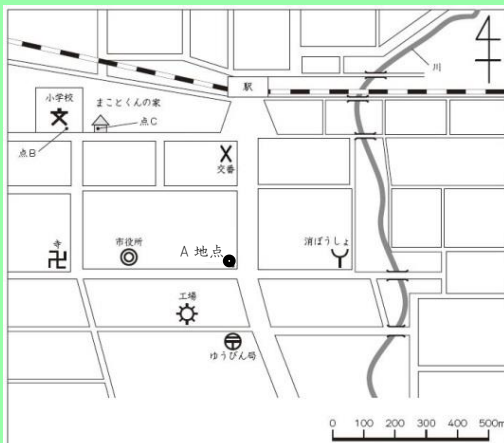 川
駅
小学校
まことくんの家
点C
点B
交番
寺
市役所
A 地点
消ぼうしょ
工場
ゆうびん局
0 100 200 300 400 500m